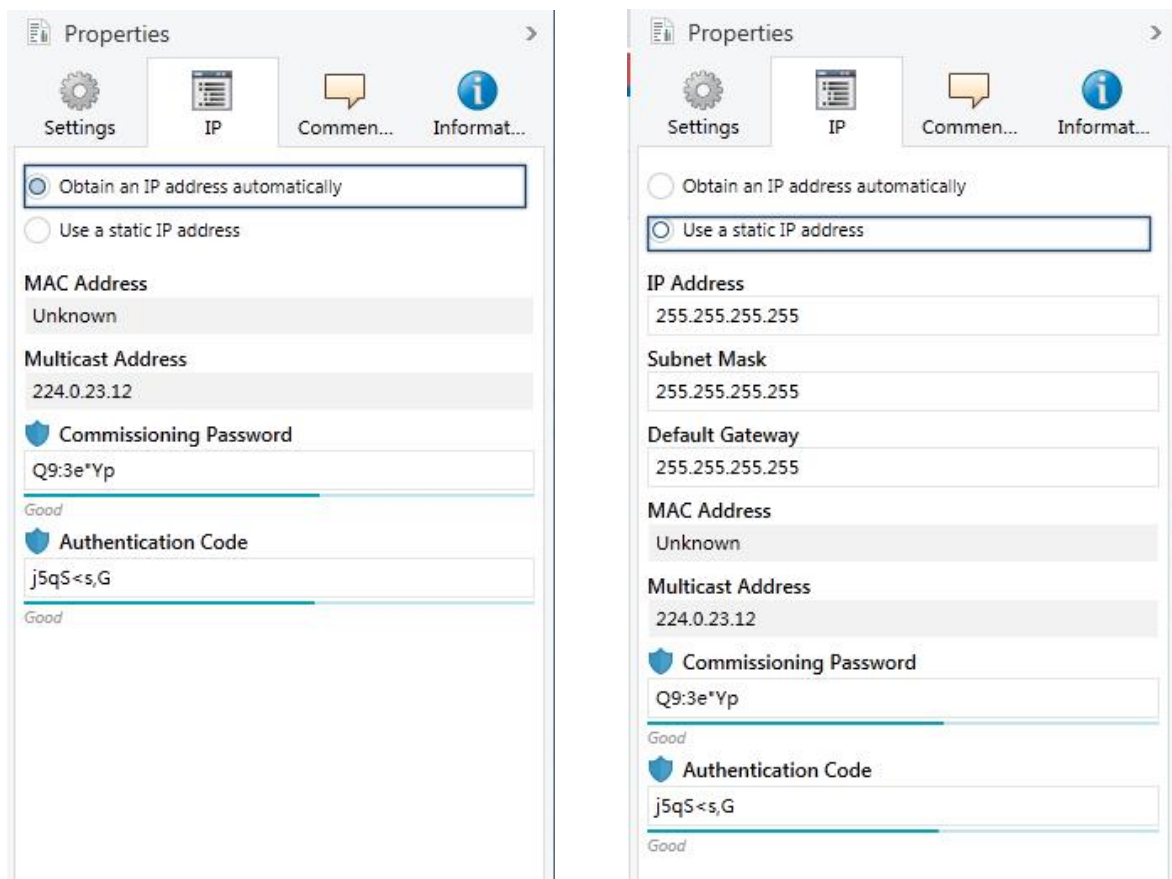 Properties
Settings
IP
Commen...
Informat...
Obtain an IP address automatically
Use a static IP address
MAC Address
Unknown
Multicast Address
224.0.23.12
Commissioning Password
Q9:3e"Yp
Good
Authentication Code
j5qS<s,G
Good
Properties
Settings
IP
Commen...
Informat...
Obtain an IP address automatically
Use a static IP address
IP Address
255.255.255.255
Subnet Mask
255.255.255.255
Default Gateway
255.255.255.255
MAC Address
Unknown
Multicast Address
224.0.23.12
Commissioning Password
Q9:3e"Yp
Good
Authentication Code
j5qS<s,G
Good